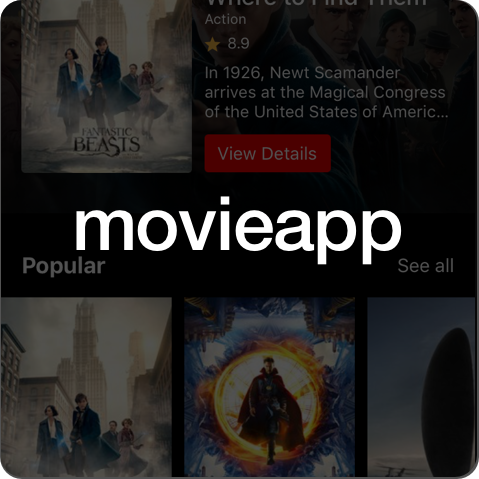 Where to Find Them
Action
8.9
In 1926, Newt Scamander
arrives at the Magical Congress
of the United States of Americ...
View Details
FANTASTIC
BEASTS
movieapp
Popular
See all